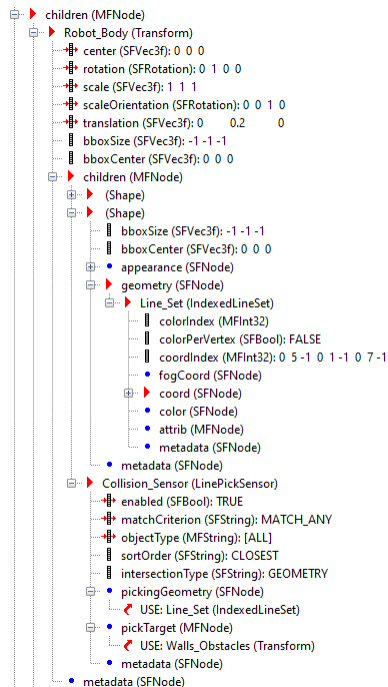 children (MFNode)
Robot_Body (Transform)
center (SFVec3f): 0 0 0
rotation (SFRotation): 0 1 0 0
scale (SFVec3f): 1 1 1
scaleOrientation (SFRotation): 0 0 1 0
translation (SFVec3f): 0 0.2 0
bboxSize (SFVec3f): -1 -1 -1
bboxCenter (SFVec3f): 0 0 0
children (MFNode)
(Shape)
(Shape)
bboxSize (SFVec3f): -1 -1 -1
bboxCenter (SFVec3f): 0 0 0
appearance (SFNode)
geometry (SFNode)
Line_Set (IndexedLineSet)
colorIndex (MFInt32)
colorPerVertex (SFBool): FALSE
coordIndex (MFInt32): 0 5 -1 0 1 -1 0 7 -1
fogCoord (SFNode)
coord (SFNode)
color (SFNode)
attrib (MFNode)
metadata (SFNode)
metadata (SFNode)
Collision_Sensor (LinePickSensor)
enabled (SFBool): TRUE
matchCriterion (SFString): MATCH_ANY
objectType (MFString): [ALL]
sortOrder (SFString): CLOSEST
intersectionType (SFString): GEOMETRY
pickingGeometry (SFNode)
USE: Line_Set (IndexedLineSet)
pickTarget (MFNode)
USE: Walls_Obstacles (Transform)
metadata (SFNode)
metadata (SFNode)